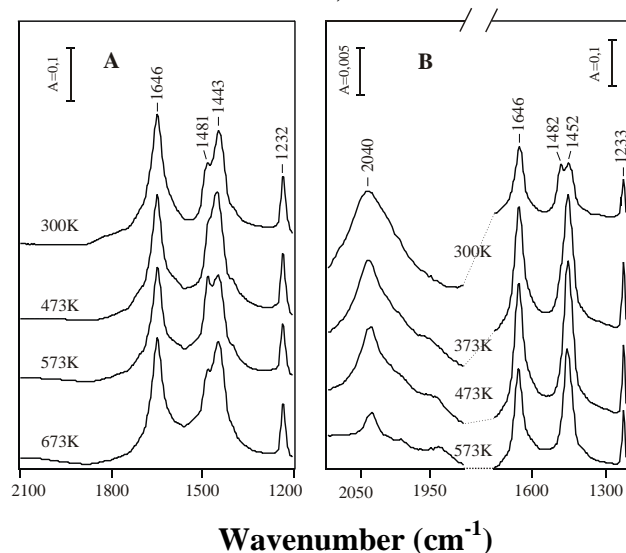 A=0,1
A
1646
1481
1443
1232
300K
473K
573K
673K
2100
1800
1500
1200
A=0,005
B
A=0,1
2040
1646
1482
1452
1233
300K
373K
473K
573K
2050
1950
1600
1300
Wavenumber (cm-1)